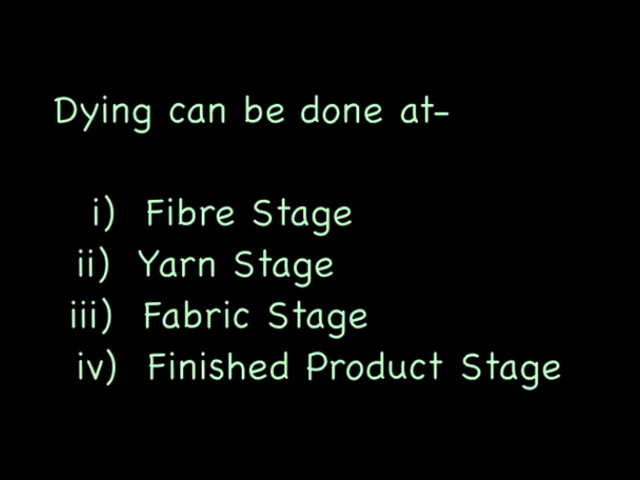 Dying can be done at-
i) Fibre Stage
ii) Yarn Stage
iii) Fabric Stage
iv) Finished Product Stage